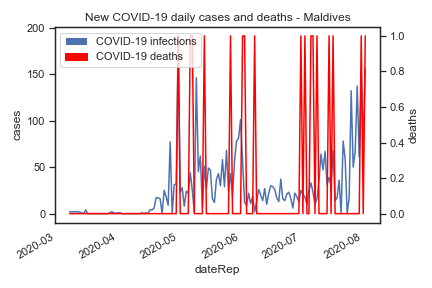 New COVID-19 daily cases and deaths - Maldives
COVID-19 infections
COVID-19 deaths
200
150
100
50
0
cases
1.0
0.8
0.6
0.4
0.2
0.0
deaths
2020-03
2020-04
2020-05
2020-06
2020-07
2020-08
dateRep